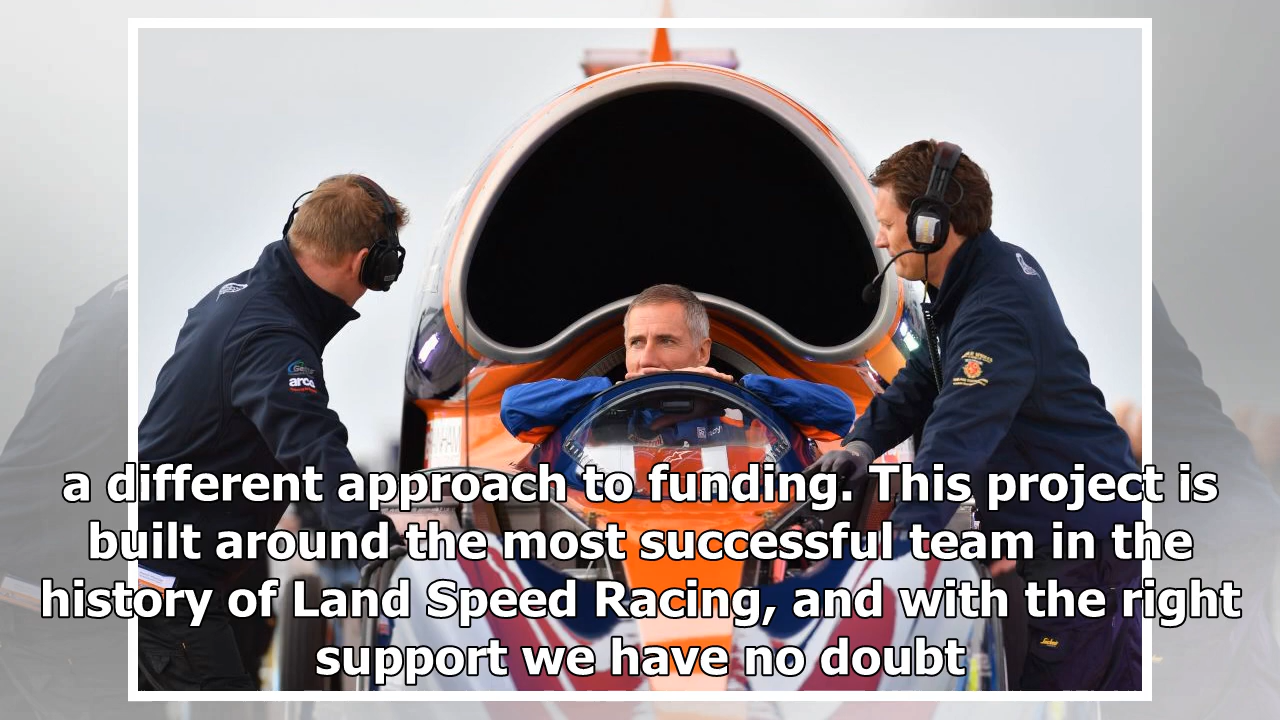 a different approach to funding. This project is
built around the most successful team in the
history of Land Speed Racing, and with the right
support we have no doubt
arco